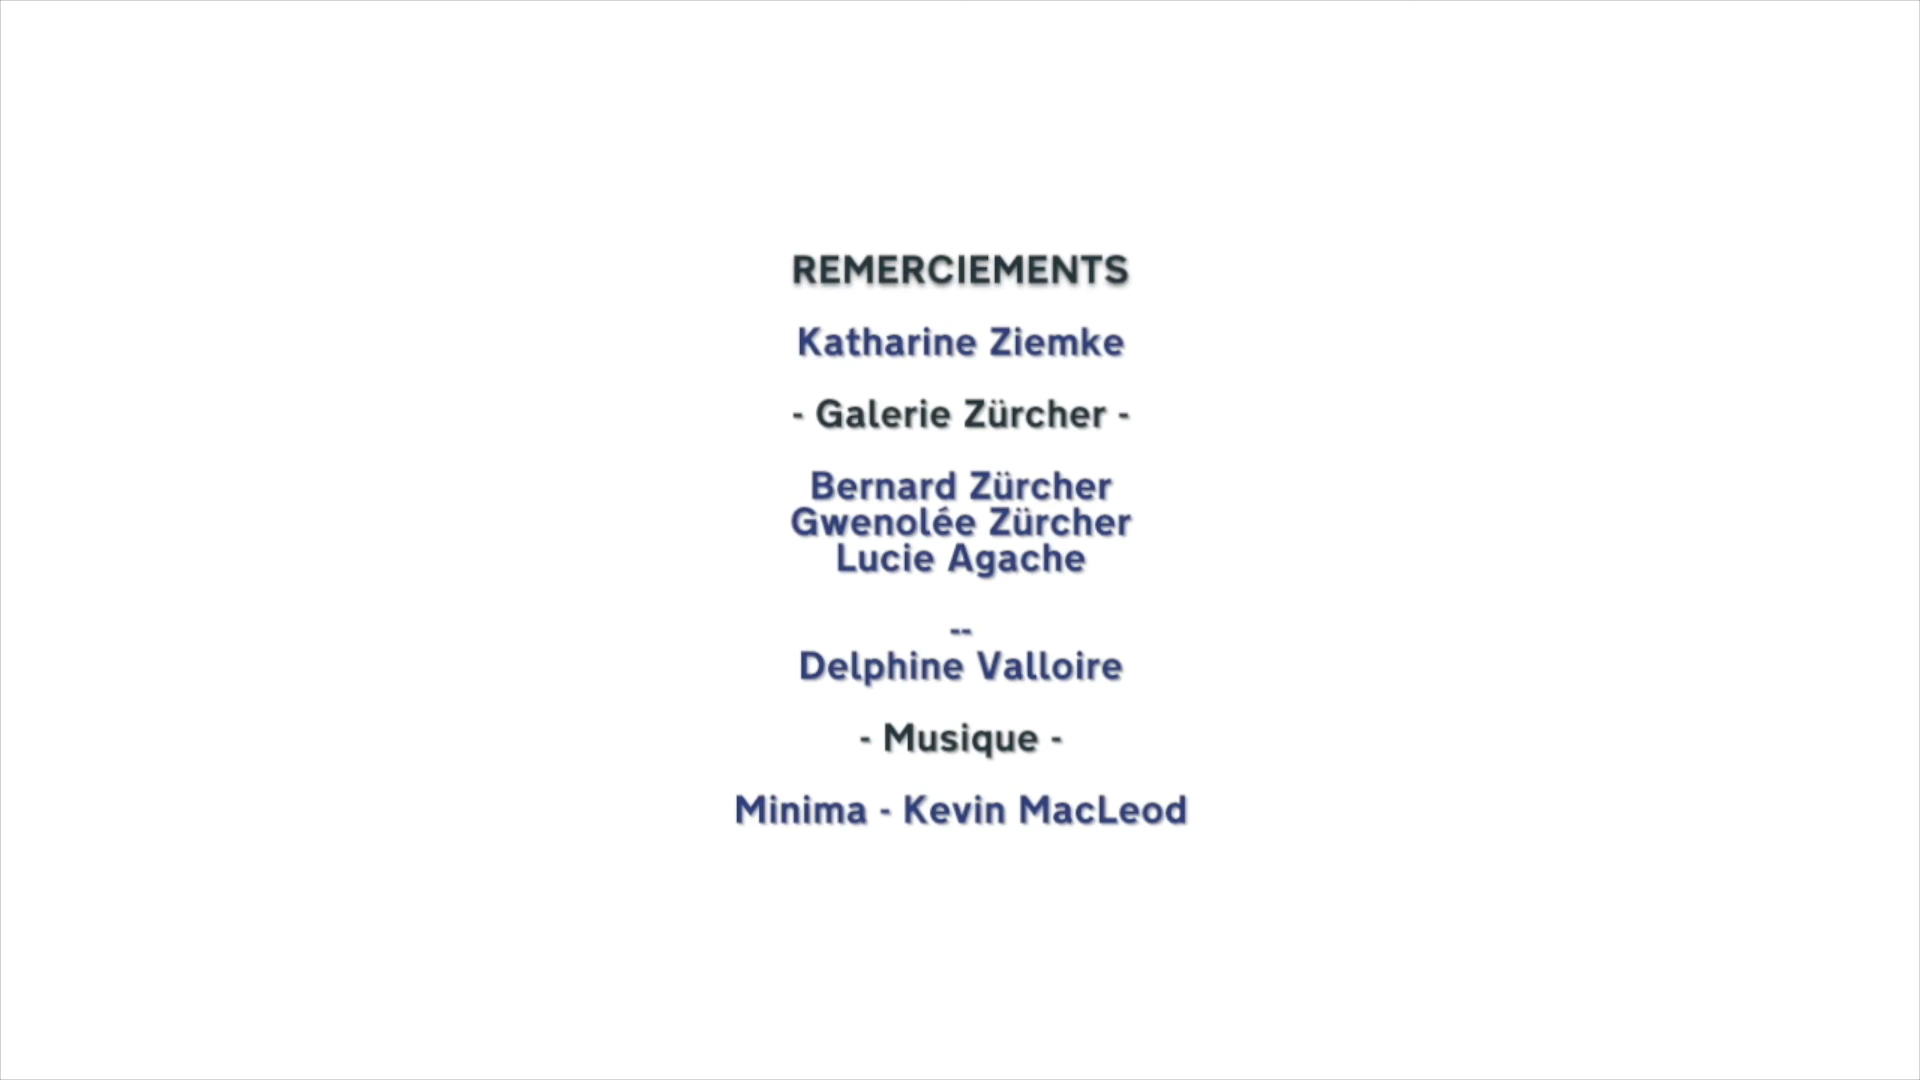 REMERCIEMENTS
Katharine Ziemke
- Galerie Zürcher -
Bernard Zürcher
Gwenolée Zürcher
Lucie Agache
--
Delphine Valloire
- Musique -
Minima - Kevin MacLeod